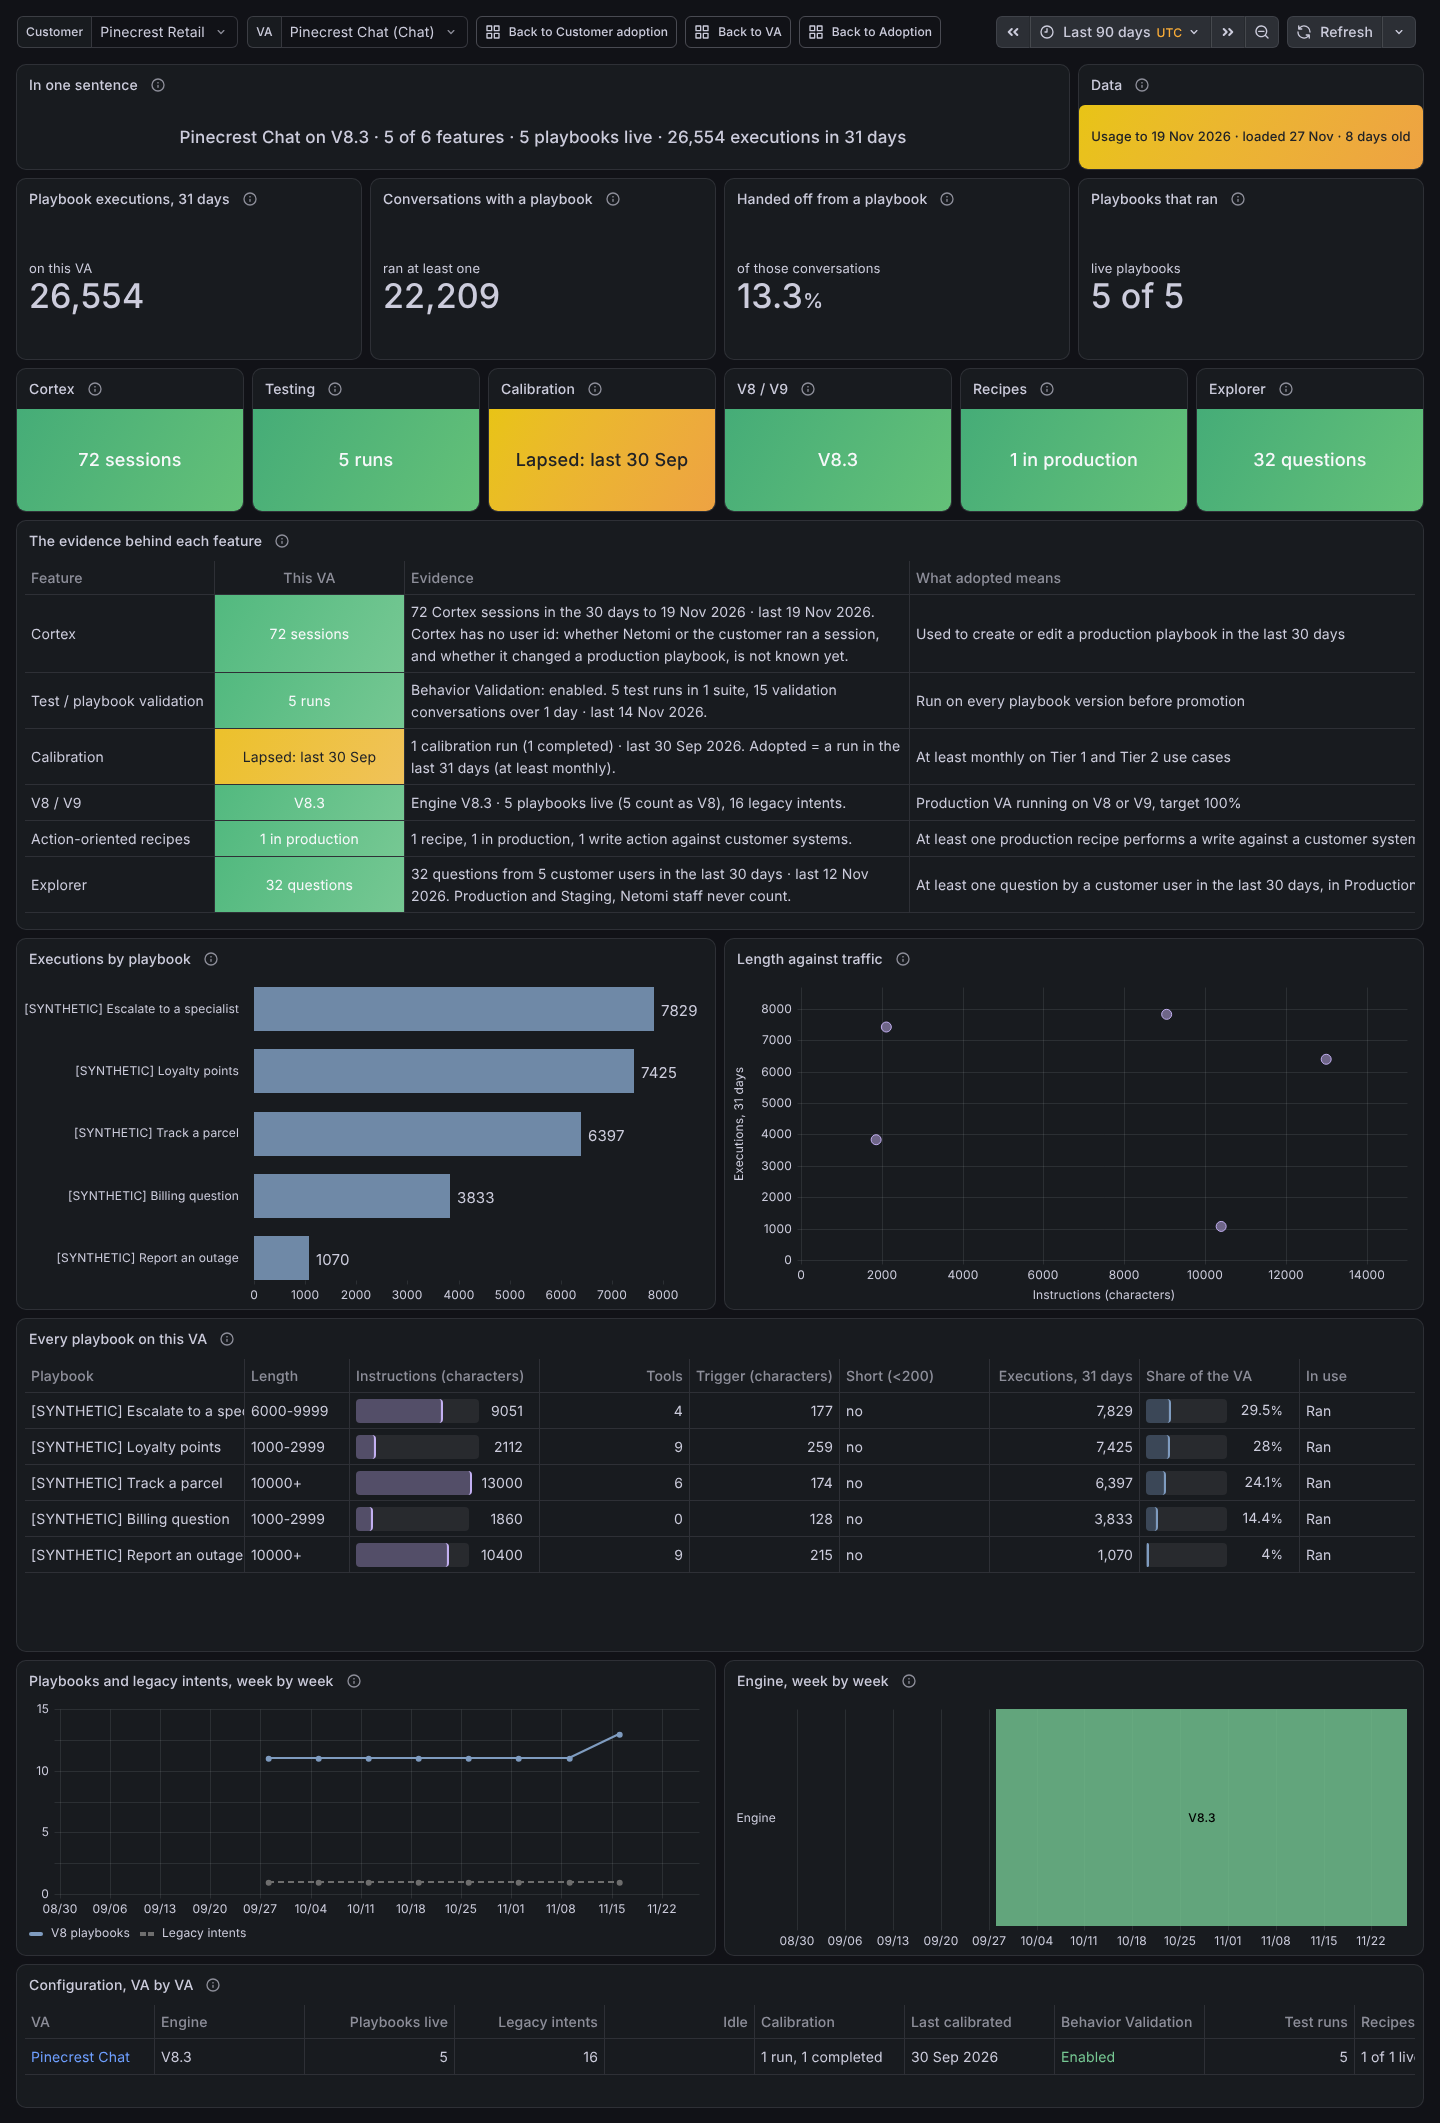 Customer Pinecrest Retail VA Pinecrest Chat (Chat) Back to Customer adoption Back to VA Back to Adoption Last 90 days UTC Refresh
In one sentence
Pinecrest Chat on V8.3 · 5 of 6 features · 5 playbooks live · 26,554 executions in 31 days
Data
Usage to 19 Nov 2026 · loaded 27 Nov · 8 days old
Playbook executions, 31 days
on this VA
26,554
Conversations with a playbook
ran at least one
22,209
Handed off from a playbook
of those conversations
13.3%
Playbooks that ran
live playbooks
5 of 5
Cortex
72 sessions
Testing
5 runs
Calibration
Lapsed: last 30 Sep
V8 / V9
V8.3
Recipes
1 in production
Explorer
32 questions
The evidence behind each feature
Feature This VA Evidence What adopted means
Cortex 72 sessions
72 Cortex sessions in the 30 days to 19 Nov 2026 · last 19 Nov 2026.
Cortex has no user id: whether Netomi or the customer ran a session,
and whether it changed a production playbook, is not known yet.
Used to create or edit a production playbook in the last 30 days
Test / playbook validation 5 runs
Behavior Validation: enabled. 5 test runs in 1 suite, 15 validation
conversations over 1 day · last 14 Nov 2026.
Run on every playbook version before promotion
Calibration Lapsed: last 30 Sep
1 calibration run (1 completed) · last 30 Sep 2026. Adopted = a run in the
last 31 days (at least monthly).
At least monthly on Tier 1 and Tier 2 use cases
V8 / V9 V8.3 Engine V8.3 · 5 playbooks live (5 count as V8), 16 legacy intents. Production VA running on V8 or V9, target 100%
Action-oriented recipes 1 in production 1 recipe, 1 in production, 1 write action against customer systems. At least one production recipe performs a write against a customer system
Explorer 32 questions
32 questions from 5 customer users in the last 30 days · last 12 Nov
2026. Production and Staging, Netomi staff never count.
At least one question by a customer user in the last 30 days, in Production
Executions by playbook
[SYNTHETIC] Escalate to a specialist 7829
[SYNTHETIC] Loyalty points 7425
[SYNTHETIC] Track a parcel 6397
[SYNTHETIC] Billing question 3833
[SYNTHETIC] Report an outage 1070
0 1000 2000 3000 4000 5000 6000 7000 8000
Length against traffic
Executions, 31 days
8000
7000
6000
5000
4000
3000
2000
1000
0
0 2000 4000 6000 8000 10000 12000 14000
Instructions (characters)
Every playbook on this VA
Playbook Length Instructions (characters) Tools Trigger (characters) Short (<200) Executions, 31 days Share of the VA In use
[SYNTHETIC] Escalate to a spe 6000-9999 9051 4 177 no 7,829 29.5% Ran
[SYNTHETIC] Loyalty points 1000-2999 2112 9 259 no 7,425 28% Ran
[SYNTHETIC] Track a parcel 10000+ 13000 6 174 no 6,397 24.1% Ran
[SYNTHETIC] Billing question 1000-2999 1860 0 128 no 3,833 14.4% Ran
[SYNTHETIC] Report an outage 10000+ 10400 9 215 no 1,070 4% Ran
Playbooks and legacy intents, week by week
15
10
5
0
08/30 09/06 09/13 09/20 09/27 10/04 10/11 10/18 10/25 11/01 11/08 11/15 11/22
V8 playbooks Legacy intents
Engine, week by week
Engine V8.3
08/30 09/06 09/13 09/20 09/27 10/04 10/11 10/18 10/25 11/01 11/08 11/15 11/22
Configuration, VA by VA
VA Engine Playbooks live Legacy intents Idle Calibration Last calibrated Behavior Validation Test runs Recipes
Pinecrest Chat V8.3 5 16 1 run, 1 completed 30 Sep 2026 Enabled 5 1 of 1 liv